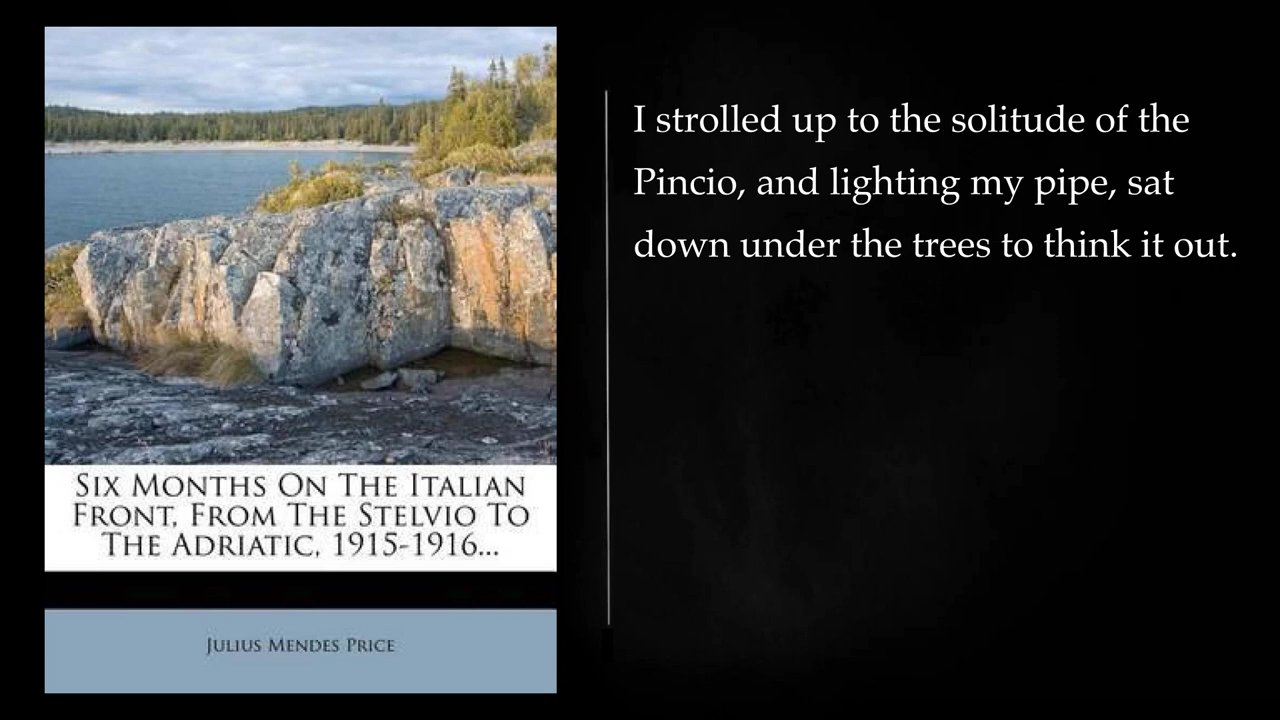 I strolled up to the solitude of the
Pincio, and lighting my pipe, sat
down under the trees to think it out.
Six Months On The Italian
Front, From The Stelvio To
The Adriatic, 1915-1916...
Julius Mendes Price